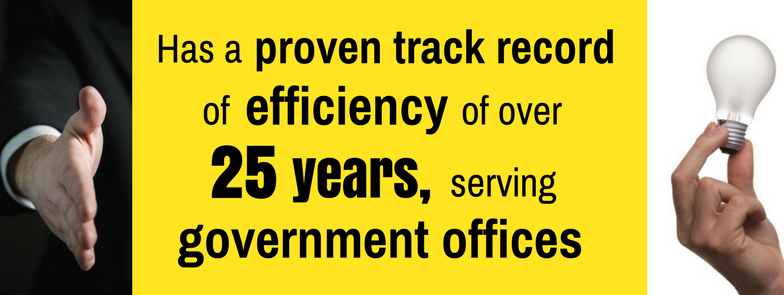 Has a proven track record
of efficiency of over
25 years, serving
government offices